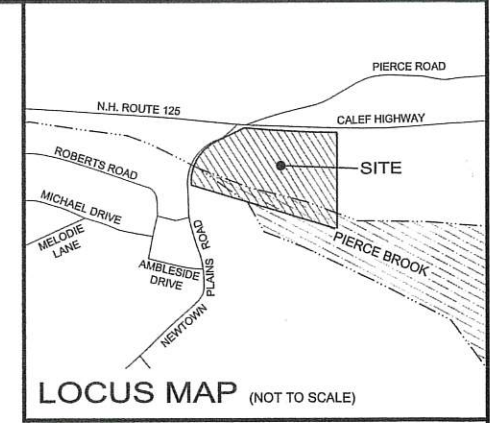 PIERCE ROAD
N.H. ROUTE 125
CALEF HIGHWAY
ROBERTS ROAD
SITE
MICHAEL DRIVE
MELODIE
LANE
AMBLESIDE
DRIVE
NEWTOWN PLAINS ROAD
PIERCE BROOK
LOCUS MAP (NOT TO SCALE)